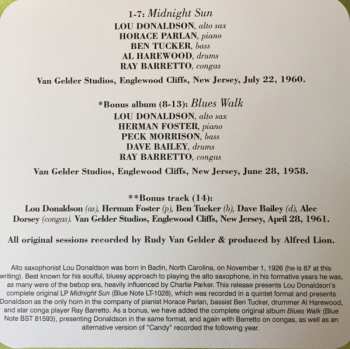 1-7: Midnight Sun
LOU DONALDSON, alto sax
HORACE PARLAN, piano
BEN TUCKER, bass
AL HAREWOOD, drums
RAY BARRETTO, congas
Van Gelder Studios, Englewood Cliffs, New Jersey, July 22, 1960.
*Bonus album (8-13): Blues Walk
LOU DONALDSON, alto sax
HERMAN FOSTER, piano
PECK MORRISON, bass
DAVE BAILEY, drums
RAY BARRETTO, congas
Van Gelder Studios, Englewood Cliffs, New Jersey, June 28, 1958.
**Bonus track (14):
Lou Donaldson (as), Herman Foster (p), Ben Tucker (b), Dave Bailey (d), Alec
Dorsey (congas). Van Gelder Studios, Englewood Cliffs, New Jersey, April 28, 1961.
All original sessions recorded by Rudy Van Gelder & produced by Alfred Lion.
Alto saxophonist Lou Donaldson was born in Badin, North Carolina, on November 1, 1926 (he is 87 at this
writing). Best known for his soulful, bluesy approach to playing the alto saxophone, in his formative years he was,
as many were of the bebop era, heavily influenced by Charlie Parker. This release presents Lou Donaldson's
complete original LP Midnight Sun (Blue Note LT-1028), which was recorded in a quintet format and presents
Donaldson as the only horn in the company of pianist Horace Parlan, bassist Ben Tucker, drummer Al Harewood,
and star conga player Ray Barretto. As a bonus, we have added the complete original album Blues Walk (Blue
Note BST 81593), presenting Donaldson in the same format, and again with Barretto on congas, as well as an
alternative version of "Candy" recorded the following year.